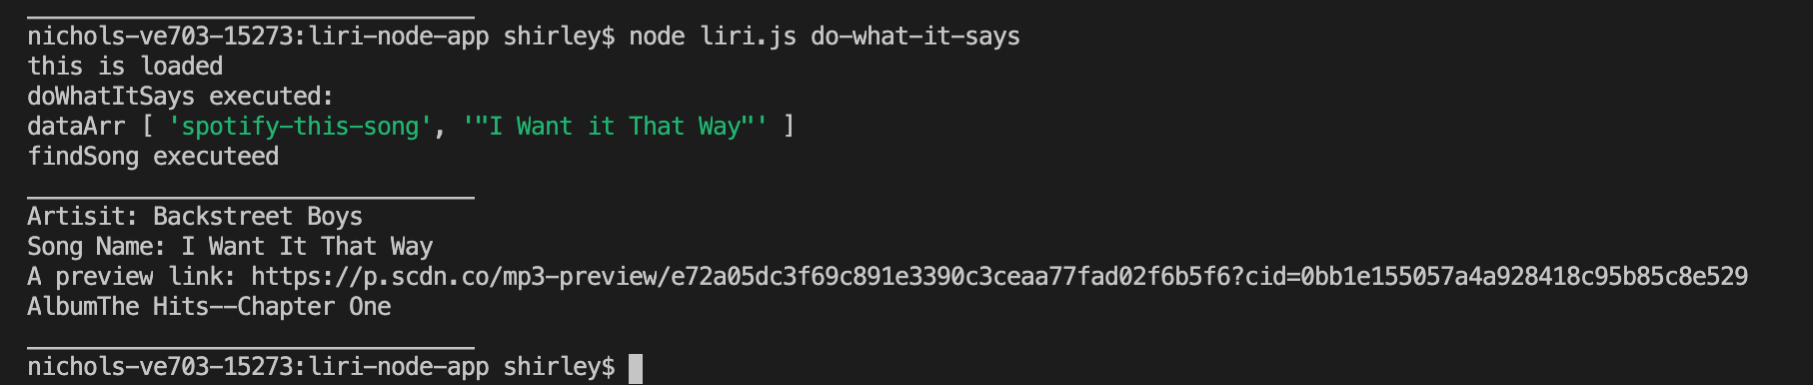 nichols-ve703-15273:liri-node-app shirley$ node liri.js do-what-it-says
this is loaded
doWhatItSays executed:
dataArr [ 'spotify-this-song', '"I Want it That Way"' ]
findSong executeed
________________________________
Artisit: Backstreet Boys
Song Name: I Want It That Way
A preview link: https://p.scdn.co/mp3-preview/e72a05dc3f69c891e3390c3ceaa77fad02f6b5f6?cid=0bb1e155057a4a928418c95b85c8e529
AlbumThe Hits--Chapter One
________________________________
nichols-ve703-15273:liri-node-app shirley$